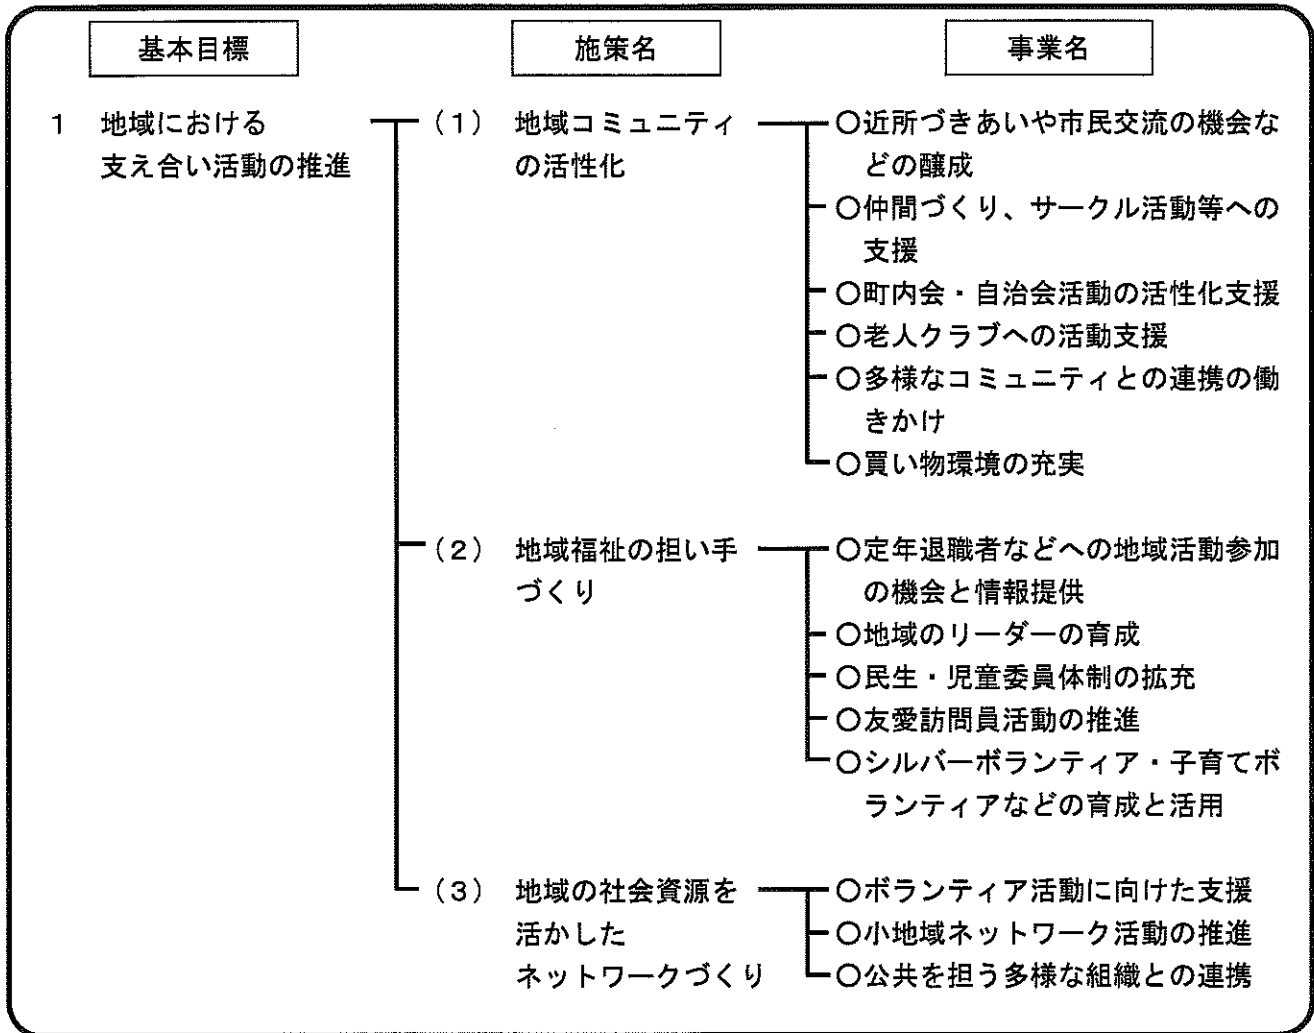 基本目標
施策名
事業名
1 地域における
支え合い活動の推進
(1) 地域コミュニティ
の活性化
○近所づきあいや市民交流の機会な
どの醸成
○仲間づくり、サークル活動等への
支援
○町内会・自治会活動の活性化支援
○老人クラブへの活動支援
○多様なコミュニティとの連携の働
きかけ
○買い物環境の充実
(2) 地域福祉の担い手
づくり
○定年退職者などへの地域活動参加
の機会と情報提供
○地域のリーダーの育成
○民生・児童委員体制の拡充
○友愛訪問員活動の推進
○シルバーボランティア・子育てボ
ランティアなどの育成と活用
(3) 地域の社会資源を
活かした
ネットワークづくり
○ボランティア活動に向けた支援
○小地域ネットワーク活動の推進
○公共を担う多様な組織との連携